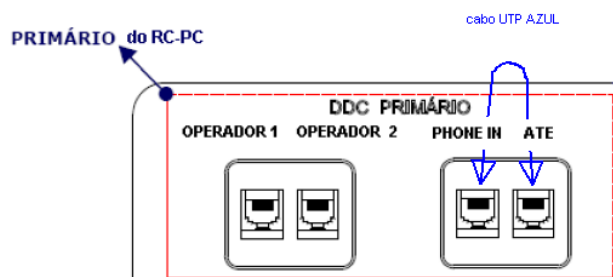 cabo UTP AZUL
PRIMÁRIO do RC-PC
DDC PRIMÁRIO
OPERADOR 1 OPERADOR 2 PHONE IN ATE